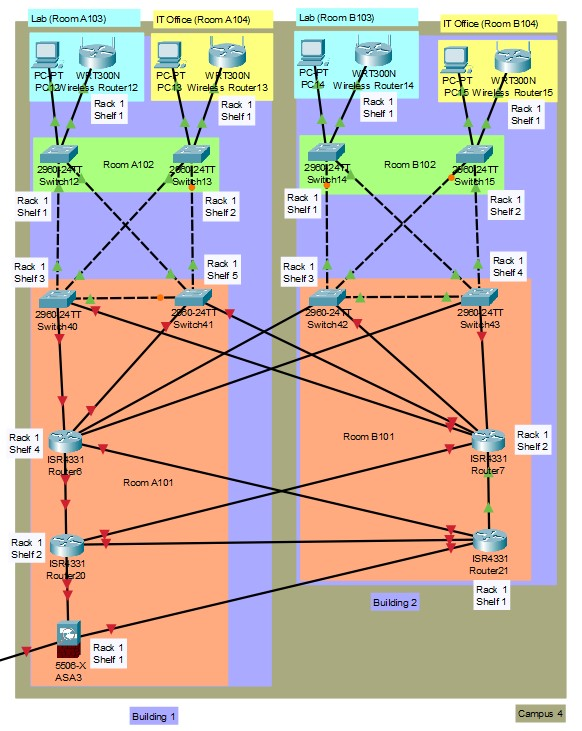 Lab (Room A103)
IT Office (Room A104)
Lab (Room B103)
IT Office (Room B104)
PC-PT
PC12
WRT300N
Wireless Router12
PC-PT
PC13
WRT300N
Wireless Router13
PC-PT
PC14
WRT300N
Wireless Router14
PC-PT
PC15
WRT300N
Wireless Router15
Rack 1
Shelf 1
Rack 1
Shelf 1
Rack 1
Shelf 1
Rack 1
Shelf 1
2960-24TT
Switch12
Room A102
2960-24TT
Switch13
2960-24TT
Switch14
Room B102
2960-24TT
Switch15
Rack 1
Shelf 1
Rack 1
Shelf 2
Rack 1
Shelf 1
Rack 1
Shelf 2
Rack 1
Shelf 3
Rack 1
Shelf 5
Rack 1
Shelf 3
Rack 1
Shelf 4
2960-24TT
Switch40
2960-24TT
Switch41
2960-24TT
Switch42
2960-24TT
Switch43
Rack 1
Shelf 4
ISR4331
Router6
Room B101
ISR4331
Router7
Rack 1
Shelf 2
Room A101
Rack 1
Shelf 2
ISR4331
Router20
ISR4331
Router21
Rack 1
Shelf 1
Building 2
5506-X
ASA3
Rack 1
Shelf 1
Building 1
Campus 4